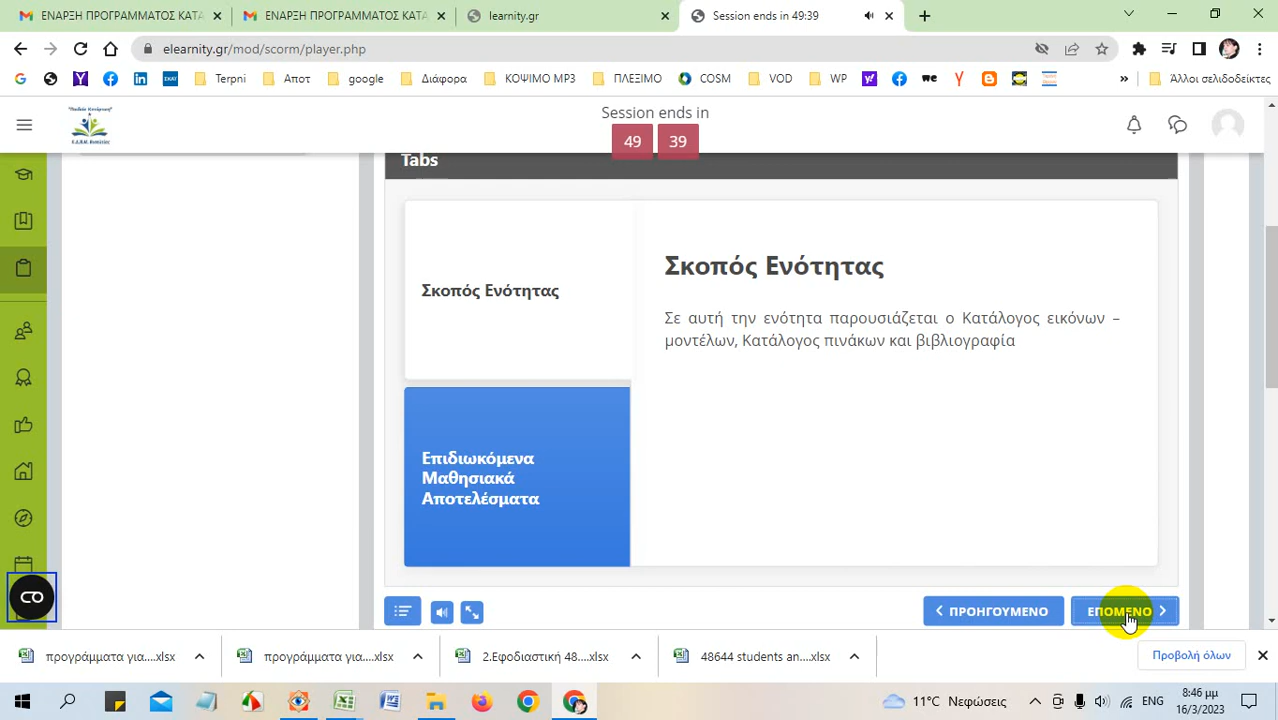 ΕΝΑΡΞΗ ΠΡΟΓΡΑΜΜΑΤΟΣ ΚΑΤΑ
ΕΝΑΡΞΗ ΠΡΟΓΡΑΜΜΑΤΟΣ ΚΑΤΑ
learnity.gr
Session ends in 49:39
elearnity.gr/mod/scorm/player.php
Terpni
Αποτ
google
Διάφορα
ΚΟΨΙΜΟ MP3
ΠΛΕΞΙΜΟ
COSM
VOD
WP
»
Άλλοι σελιδοδείκτες
Session ends in
49 39
Tabs
Σκοπός Ενότητας
Επιδιωκόμενα
Μαθησιακά
Αποτελέσματα
Σκοπός Ενότητας
Σε αυτή την ενότητα παρουσιάζεται ο Κατάλογος εικόνων –
μοντέλων, Κατάλογος πινάκων και βιβλιογραφία
ΠΡΟΗΓΟΥΜΕΝΟ
ΕΠΟΜΕΝΟ
προγράμματα για....xlsx
προγράμματα για....xlsx
2.Εφοδιαστική 48....xlsx
48644 students an....xlsx
Προβολή όλων
11°C Νεφώσεις
ENG
8:46 μμ
16/3/2023